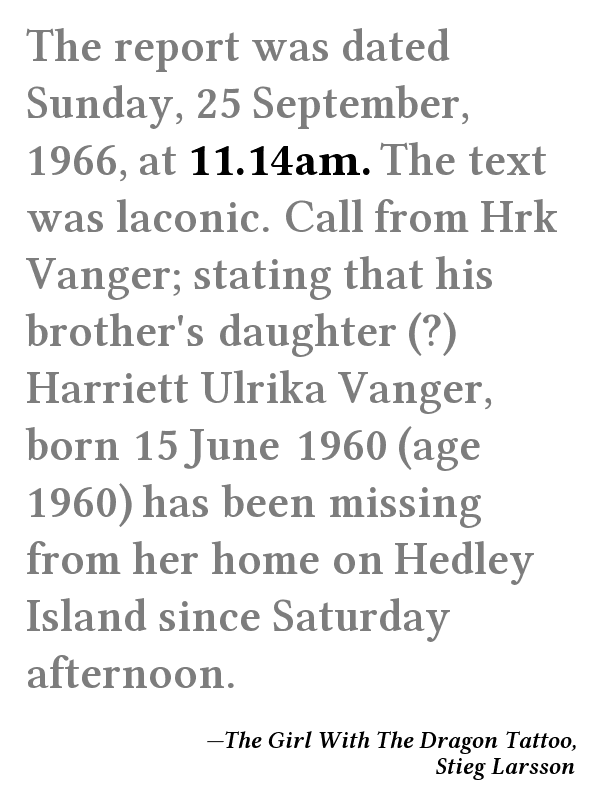 The report was dated
Sunday, 25 September,
1966, at 11.14am. The text
was laconic. Call from Hrk
Vanger; stating that his
brother's daughter (?)
Harriett Ulrika Vanger,
born 15 June 1960 (age
1960) has been missing
from her home on Hedley
Island since Saturday
afternoon.
—The Girl With The Dragon Tattoo,
Stieg Larsson